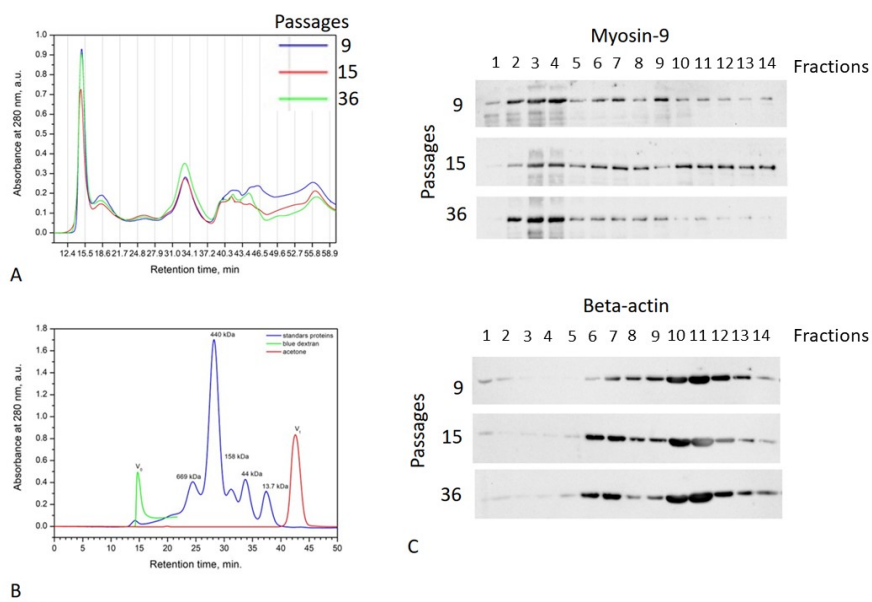 Passages
9
15
36
1.0
0.9
0.8
0.7
0.6
0.5
0.4
0.3
0.2
0.1
0.0
Absorbance at 280 nm, a.u.
12.4 15.5 18.6 21.7 24.8 27.9 31.0 34.1 37.2 40.3 43.4 46.5 49.6 52.7 55.8 58.9
Retention time, min
A
1.8
1.6
1.4
1.2
1.0
0.8
0.6
0.4
0.2
0.0
Absorbance at 280 nm, a.u.
440 kDa
standars proteins
blue dextran
acetone
V0
669 kDa
158 kDa
44 kDa
13.7 kDa
Vt
0 5 10 15 20 25 30 35 40 45 50
Retention time, min.
B
Myosin-9
1 2 3 4 5 6 7 8 9 10 11 12 13 14 Fractions
Passages
9
15
36
Beta-actin
1 2 3 4 5 6 7 8 9 10 11 12 13 14 Fractions
Passages
9
15
36
C